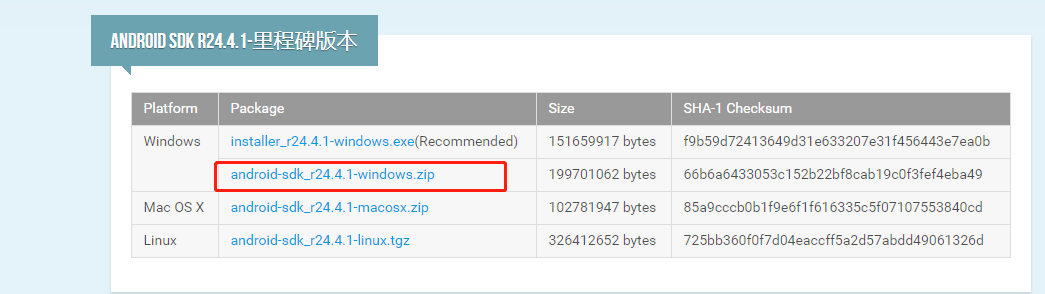 ANDROID SDK R24.4.1-里程碑版本
Platform Package Size SHA-1 Checksum
Windows installer_r24.4.1-windows.exe(Recommended) 151659917 bytes f9b59d72413649d31e633207e31f456443e7ea0b
android-sdk_r24.4.1-windows.zip 199701062 bytes 66b6a6433053c152b22bf8cab19c0f3fef4eba49
Mac OS X android-sdk_r24.4.1-macosx.zip 102781947 bytes 85a9cccb0b1f9e6f1f616335c5f07107553840cd
Linux android-sdk_r24.4.1-linux.tgz 326412652 bytes 725bb360f0f7d04eaccff5a2d57abdd49061326d